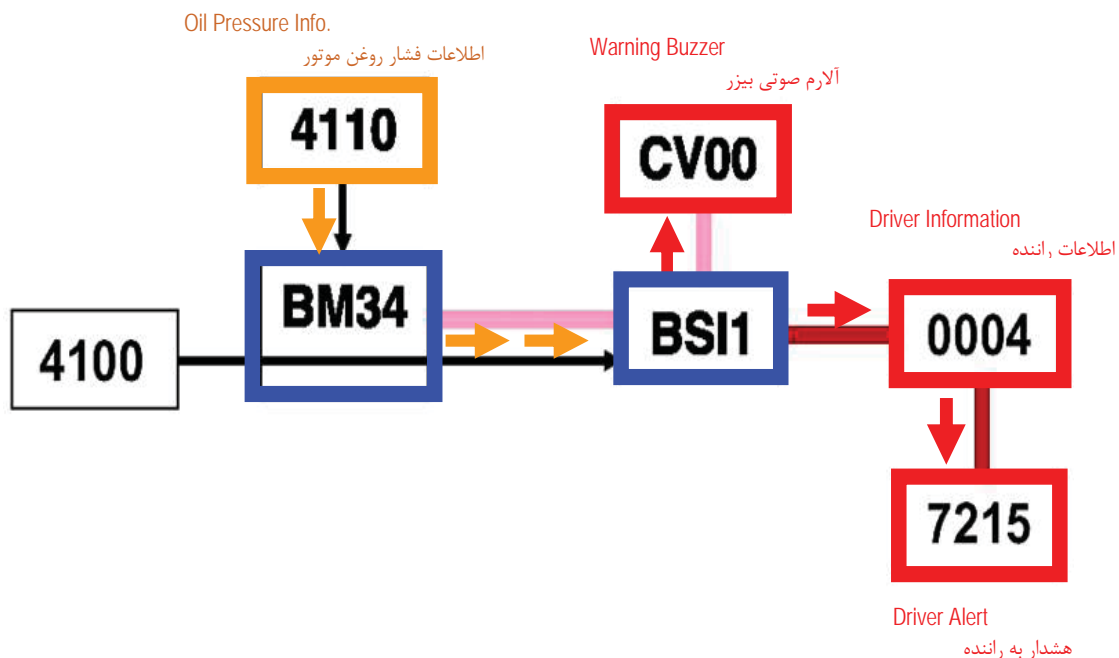 Oil Pressure Info.
اطلاعات فشار روغن موتور
4110
Warning Buzzer
آلارم صوتی بیزر
CV00
Driver Information
اطلاعات راننده
BM34
BSI1
0004
4100
7215
Driver Alert
هشدار به راننده